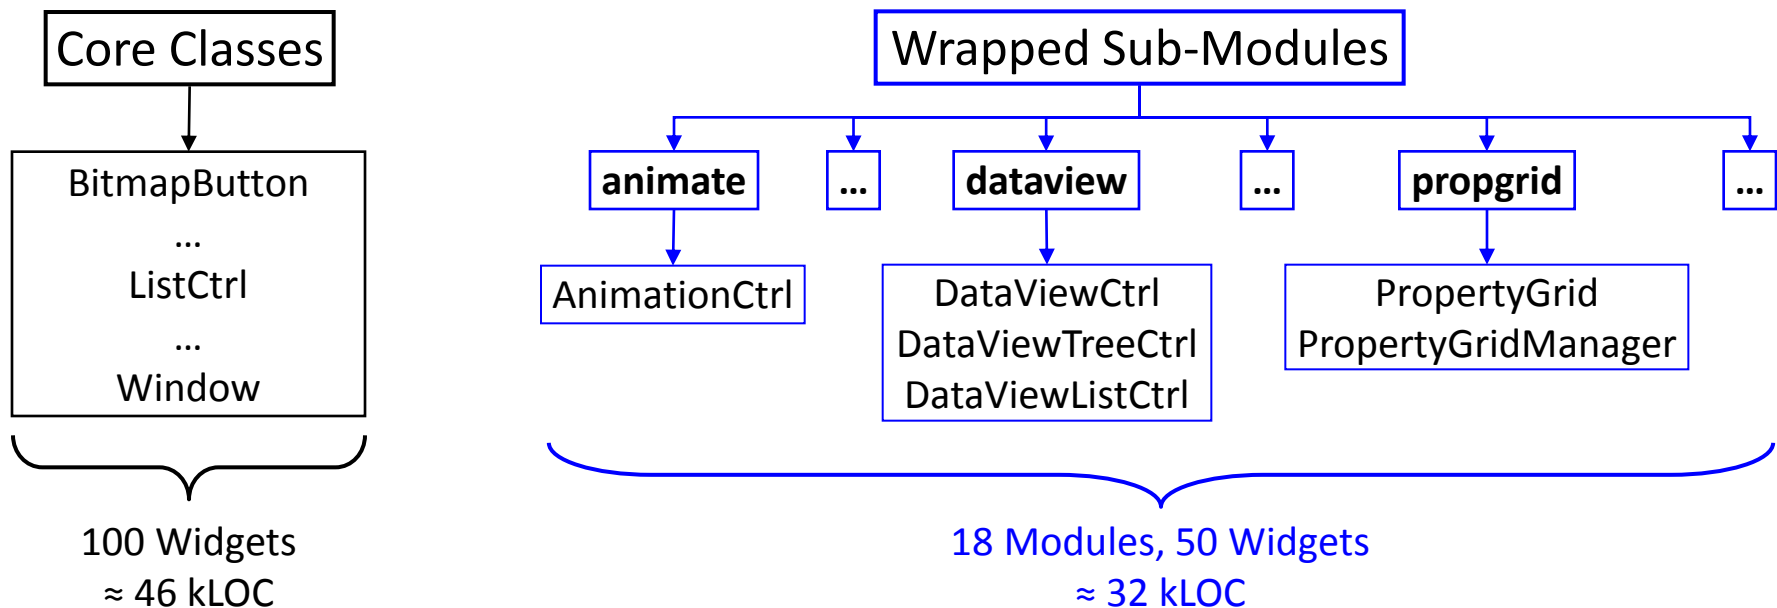 Core Classes
BitmapButton
...
ListCtrl
...
Window
100 Widgets
≈ 46 kLOC
Wrapped Sub-Modules
animate
...
dataview
...
propgrid
...
AnimationCtrl
DataViewCtrl
DataViewTreeCtrl
DataViewListCtrl
PropertyGrid
PropertyGridManager
18 Modules, 50 Widgets
≈ 32 kLOC